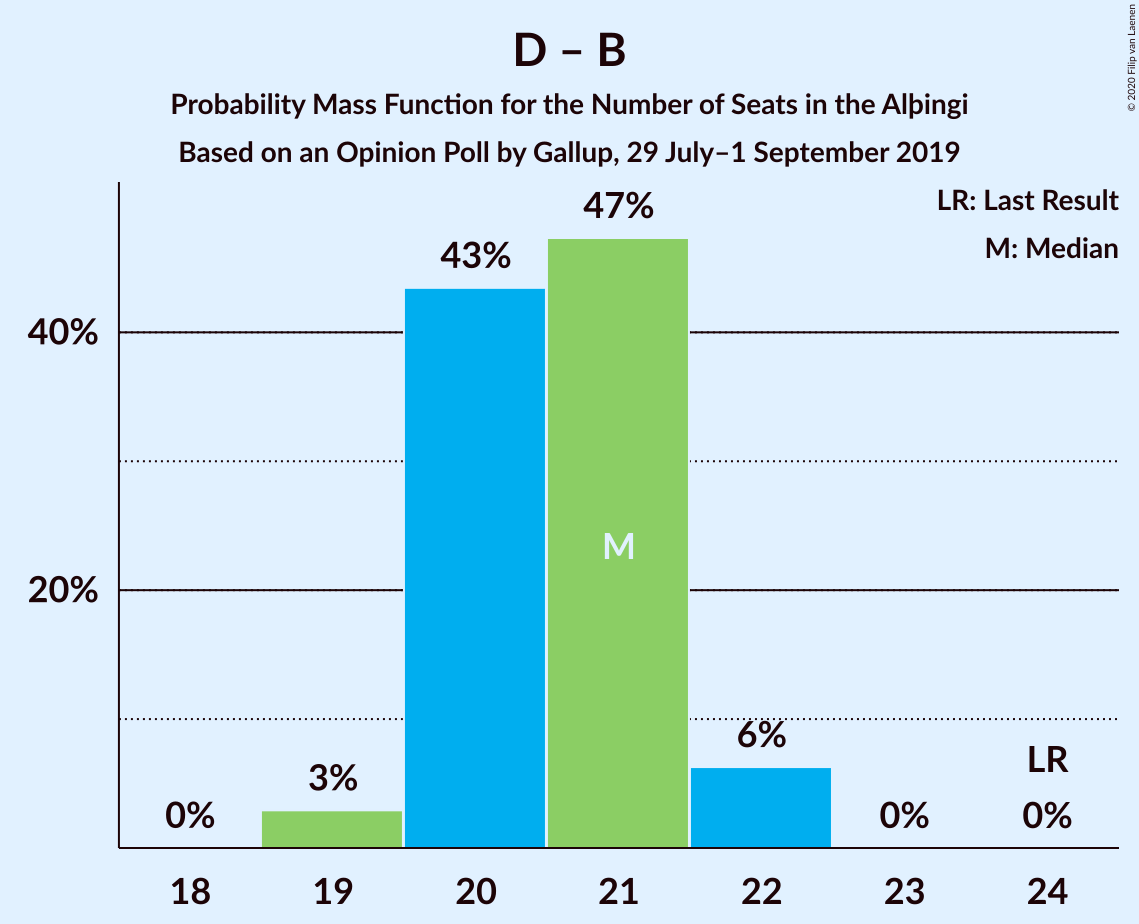 D – B
Probability Mass Function for the Number of Seats in the Alþingi
Based on an Opinion Poll by Gallup, 29 July–1 September 2019
© 2020 Filip van Laenen
LR: Last Result
M: Median
40%
20%
0%
3%
43%
47%
M
6%
0%
LR
0%
18
19
20
21
22
23
24